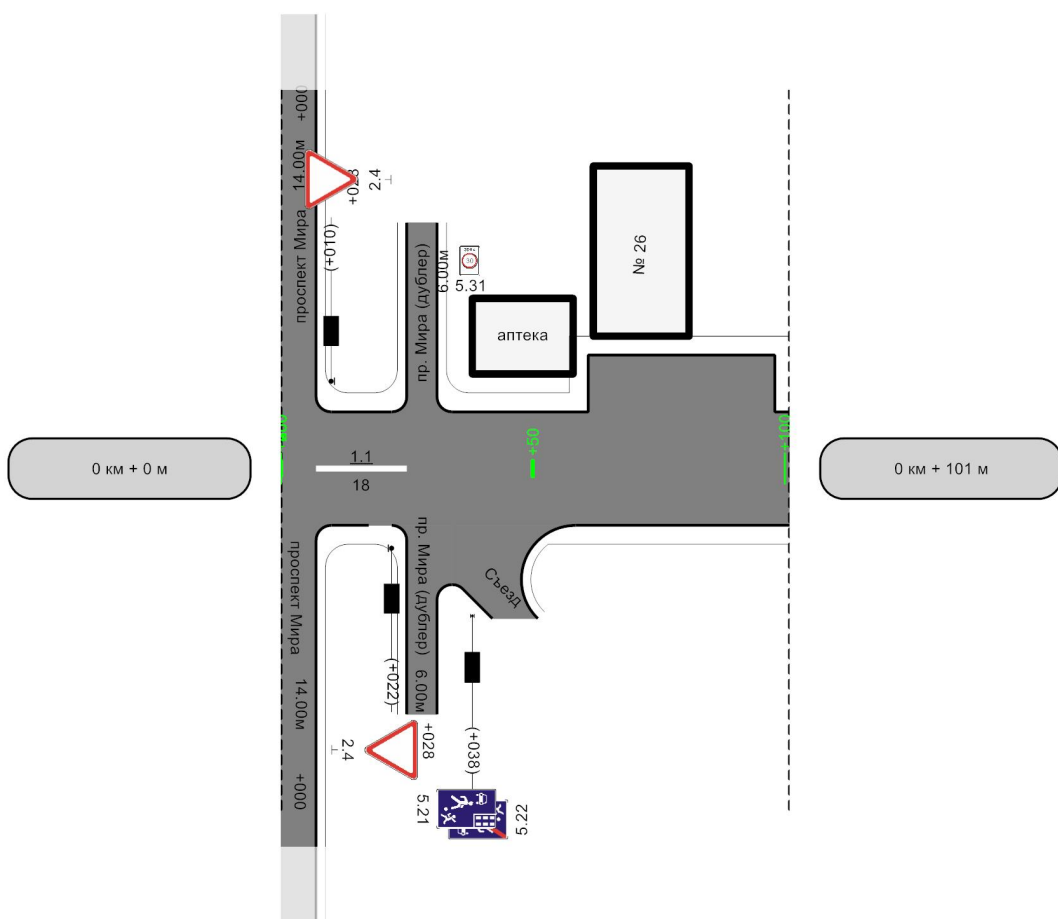 +000
14.00м
проспект Мира
+028
2.4
(+010)
пр. Мира (дублер)
6.00м
30
5.31
№ 26
аптека
0 км + 0 м
+50
+100
0 км + 101 м
1.1
18
проспект Мира
14.00м
+000
пр. Мира (дублер)
6.00м
Съезд
(+022)
+028
2.4
(+038)
5.21
5.22